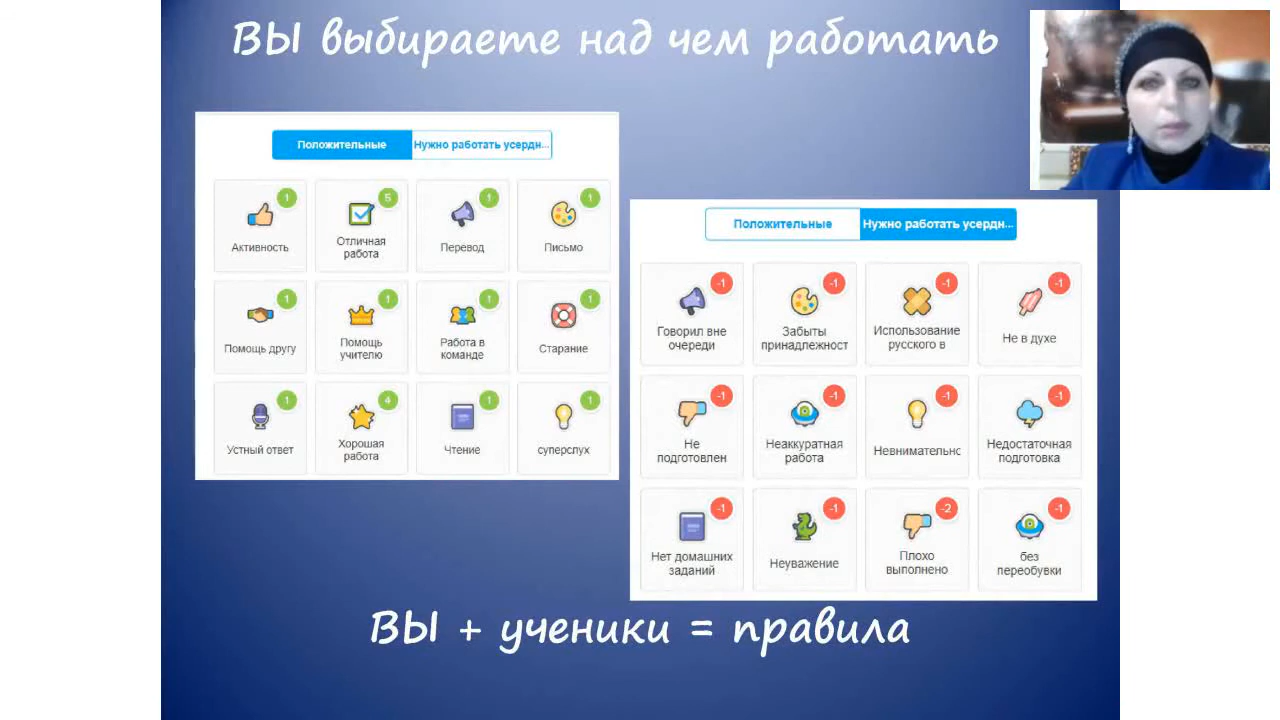 ВЫ выбираете над чем работать
Положительные
Нужно работать усердн...
1
Активность
5
Отличная
работа
1
Перевод
1
Письмо
1
Помощь другу
1
Помощь
учителю
1
Работа в
команде
1
Старание
1
Устный ответ
4
Хорошая
работа
1
Чтение
1
суперслух
Положительные
Нужно работать усердн...
-1
Говорил вне
очереди
-1
Забыты
принадлежност
-1
Использование
русского в
-1
Не в духе
-1
Не
подготовлен
-1
Неаккуратная
работа
-1
Невнимательнс
-1
Недостаточная
подготовка
-1
Нет домашних
заданий
-1
Неуважение
-2
Плохо
выполнено
-1
без
переобувки
ВЫ + ученики = правила